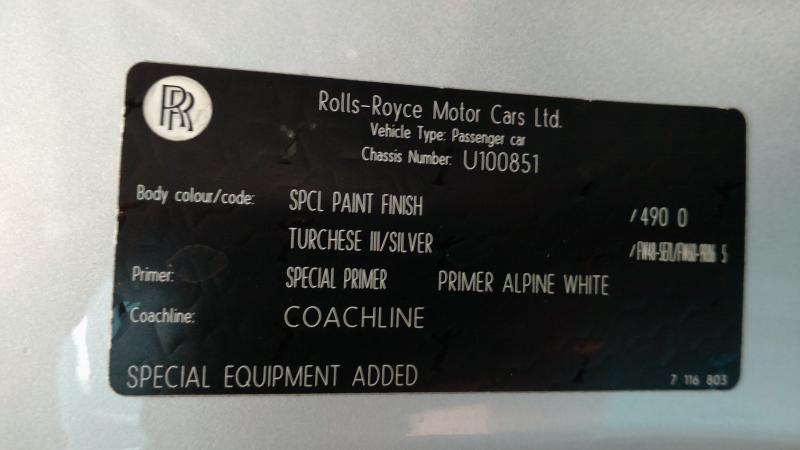 RR
Rolls-Royce Motor Cars Ltd.
Vehicle Type: Passenger car
Chassis Number: U100851
Body colour/code: SPCL PAINT FINISH /490 0
TURCHESE III/SILVER
Primer: SPECIAL PRIMER PRIMER ALPINE WHITE
Coachline: COACHLINE
SPECIAL EQUIPMENT ADDED 7 116 803